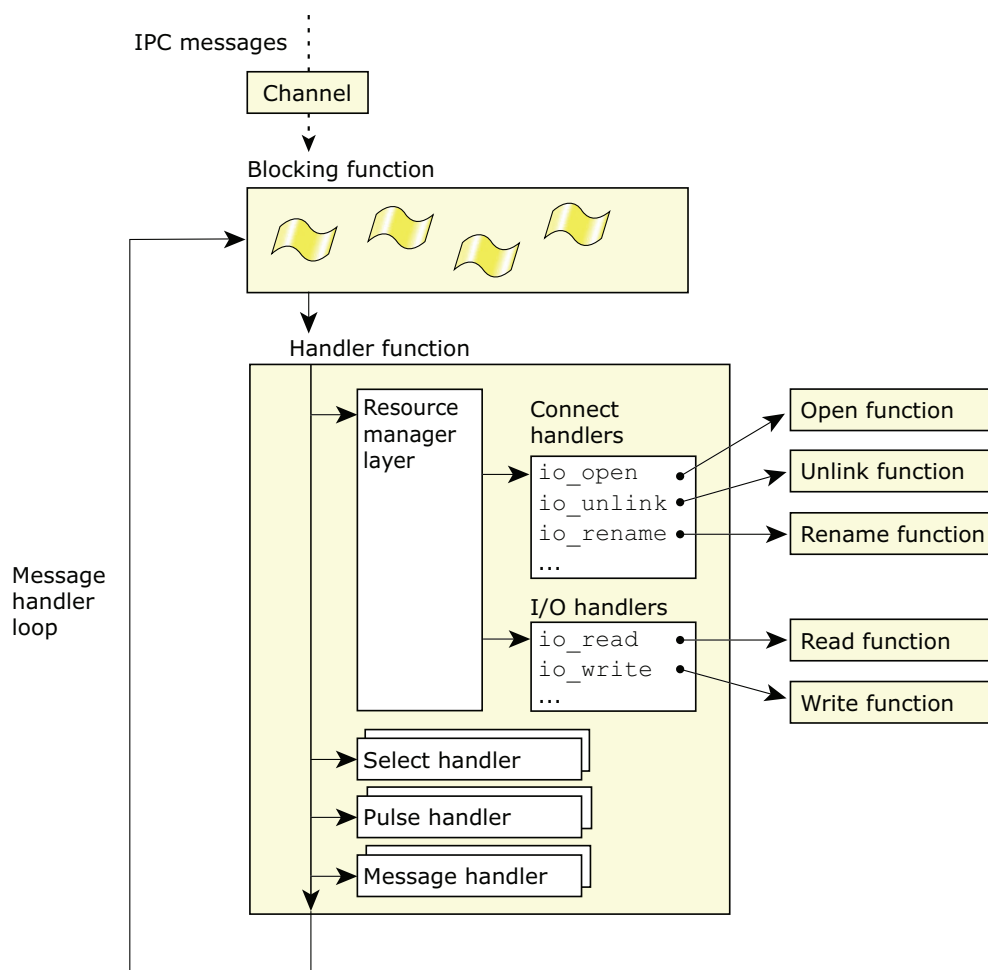 IPC messages
Channel
Blocking function
Handler function
Resource
manager
layer
Connect
handlers
io_open
io_unlink
io_rename
...
Open function
Unlink function
Rename function
Message
handler
loop
I/O handlers
io_read
io_write
...
Read function
Write function
Select handler
Pulse handler
Message handler